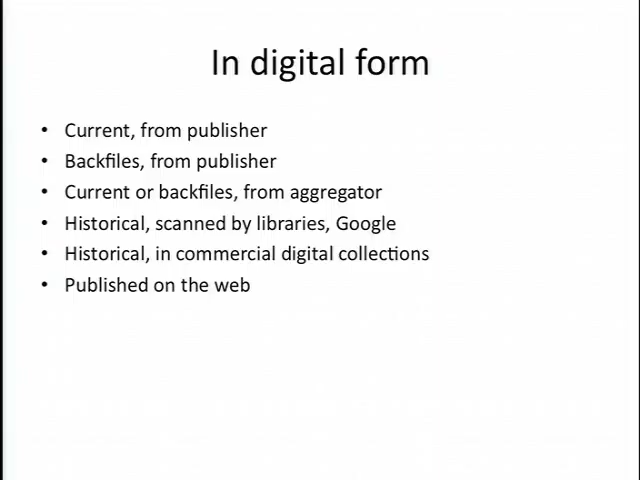 In digital form
• Current, from publisher
• Backfiles, from publisher
• Current or backfiles, from aggregator
• Historical, scanned by libraries, Google
• Historical, in commercial digital collections
• Published on the web